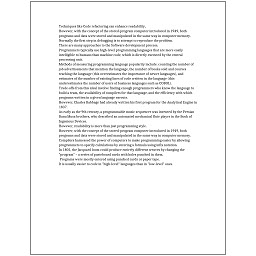 Techniques like Code refactoring can enhance readability.
However, with the concept of the stored-program computer introduced in 1949, both
programs and data were stored and manipulated in the same way in computer memory.
Normally the first step in debugging is to attempt to reproduce the problem.
There are many approaches to the Software development process.
Programmers typically use high-level programming languages that are more easily
intelligible to humans than machine code, which is directly executed by the central
processing unit.
Methods of measuring programming language popularity include: counting the number of
job advertisements that mention the language, the number of books sold and courses
teaching the language (this overestimates the importance of newer languages), and
estimates of the number of existing lines of code written in the language (this
underestimates the number of users of business languages such as COBOL).
Trade-offs from this ideal involve finding enough programmers who know the language to
build a team, the availability of compilers for that language, and the efficiency with which
programs written in a given language execute.
However, Charles Babbage had already written his first program for the Analytical Engine in
1837.
As early as the 9th century, a programmable music sequencer was invented by the Persian
Banu Musa brothers, who described an automated mechanical flute player in the Book of
Ingenious Devices.
However, readability is more than just programming style.
However, with the concept of the stored-program computer introduced in 1949, both
programs and data were stored and manipulated in the same way in computer memory.
Compilers harnessed the power of computers to make programming easier by allowing
programmers to specify calculations by entering a formula using infix notation.
In 1801, the Jacquard loom could produce entirely different weaves by changing the
"program" - a series of pasteboard cards with holes punched in them.
Programs were mostly entered using punched cards or paper tape.
It is usually easier to code in "high-level" languages than in "low-level" ones.